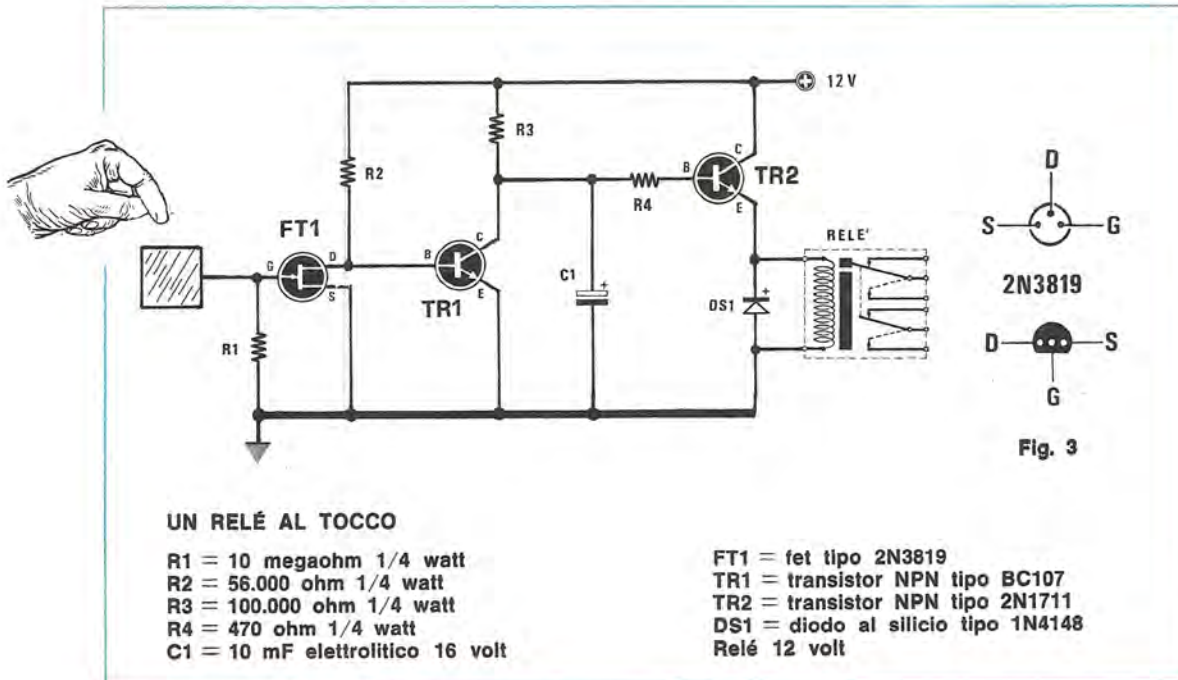 12 V
R3
R2
C
B
TR2
E
R4
FT1
G
D
S
C
B
TR1
E
R1
C1
+
RELE'
+
DS1
D
S
G
2N3819
D
S
G
Fig. 3
UN RELÉ AL TOCCO
R1 = 10 megaohm 1/4 watt
R2 = 56.000 ohm 1/4 watt
R3 = 100.000 ohm 1/4 watt
R4 = 470 ohm 1/4 watt
C1 = 10 mF elettrolitico 16 volt
FT1 = fet tipo 2N3819
TR1 = transistor NPN tipo BC107
TR2 = transistor NPN tipo 2N1711
DS1 = diodo al silicio tipo 1N4148
Relé 12 volt